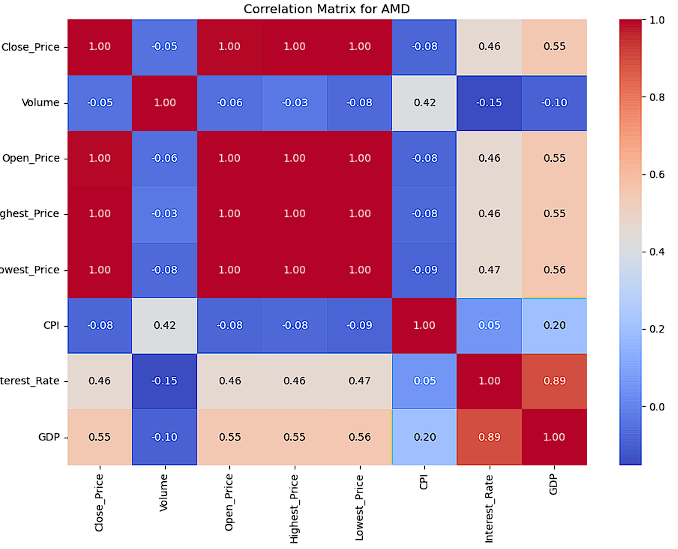 Correlation Matrix for AMD
Close_Price 1.00 -0.05 1.00 1.00 1.00 -0.08 0.46 0.55
Volume -0.05 1.00 -0.06 -0.03 -0.08 0.42 -0.15 -0.10
Open_Price 1.00 -0.06 1.00 1.00 1.00 -0.08 0.46 0.55
ghest_Price 1.00 -0.03 1.00 1.00 1.00 -0.08 0.46 0.55
owest_Price 1.00 -0.08 1.00 1.00 1.00 -0.09 0.47 0.56
CPI -0.08 0.42 -0.08 -0.08 -0.09 1.00 0.05 0.20
terest_Rate 0.46 -0.15 0.46 0.46 0.47 0.05 1.00 0.89
GDP 0.55 -0.10 0.55 0.55 0.56 0.20 0.89 1.00
Close_Price Volume Open_Price Highest_Price Lowest_Price CPI Interest_Rate GDP
1.0
0.8
0.6
0.4
0.2
0.0